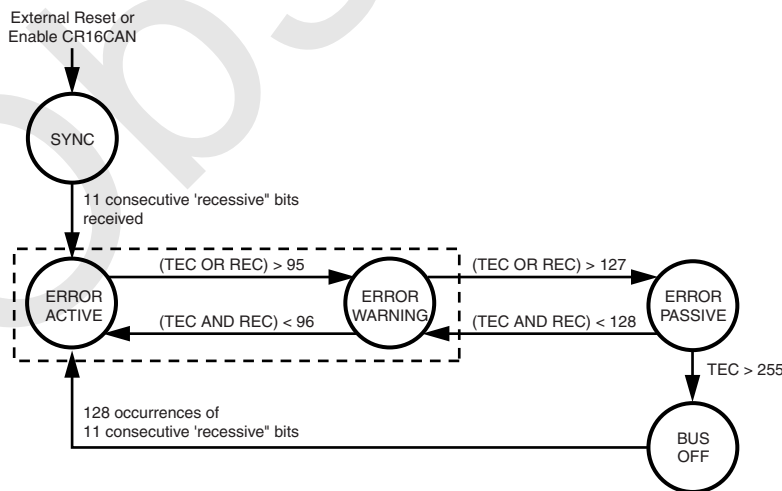 External Reset or
Enable CR16CAN
SYNC
11 consecutive 'recessive" bits
received
(TEC OR REC) > 95
(TEC OR REC) > 127
ERROR
ACTIVE
ERROR
WARNING
ERROR
PASSIVE
(TEC AND REC) < 96
(TEC AND REC) < 128
TEC > 255
128 occurrences of
11 consecutive 'recessive" bits
BUS
OFF